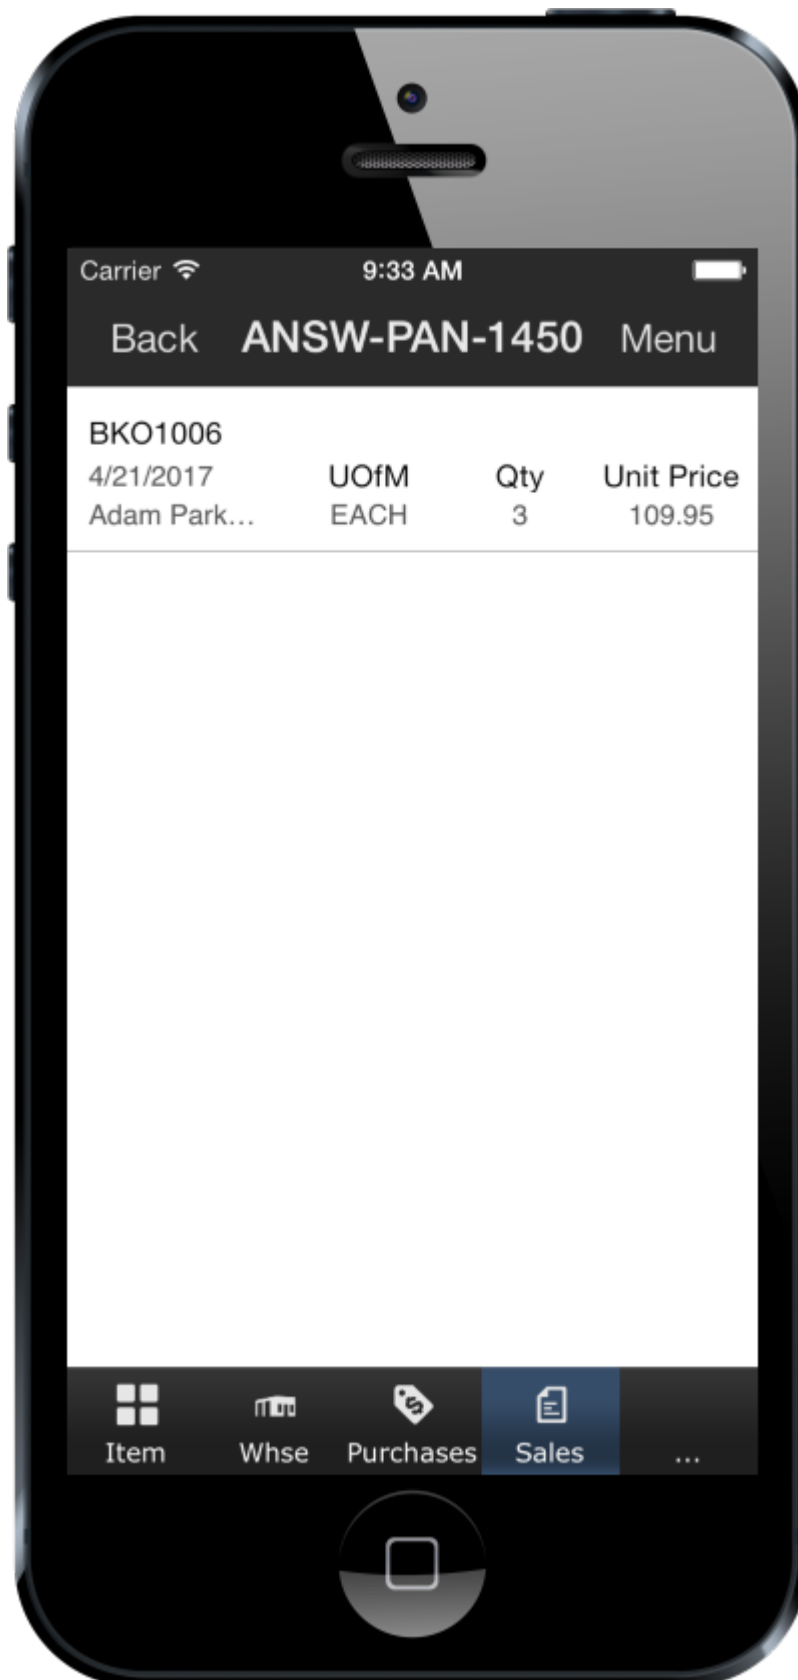 Carrier 9:33 AM
Back ANSW-PAN-1450 Menu
BKO1006
4/21/2017 UOfM Qty Unit Price
Adam Park... EACH 3 109.95
Item Whse Purchases Sales ...